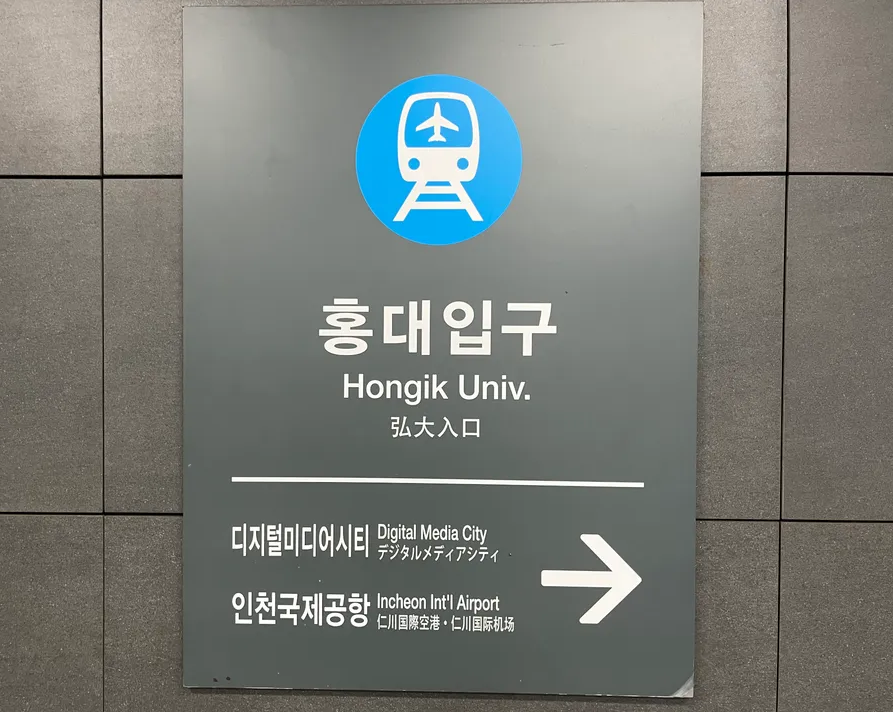 홍대입구
Hongik Univ.
弘大入口
디지털미디어시티 Digital Media City
デジタルメディアシティ
인천국제공항 Incheon Int'l Airport
仁川国際空港・仁川国际机场